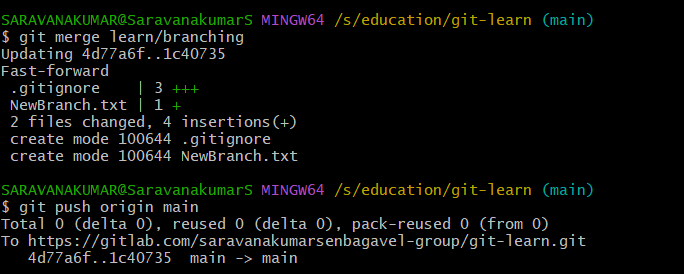 SARAVANAKUMAR@SaravanakumarS MINGW64 /s/education/git-learn (main)
$ git merge learn/branching
Updating 4d77a6f..1c40735
Fast-forward
 .gitignore    | 3 +++
 NewBranch.txt | 1 +
 2 files changed, 4 insertions(+)
 create mode 100644 .gitignore
 create mode 100644 NewBranch.txt
SARAVANAKUMAR@SaravanakumarS MINGW64 /s/education/git-learn (main)
$ git push origin main
Total 0 (delta 0), reused 0 (delta 0), pack-reused 0 (from 0)
To https://gitlab.com/saravanakumarsenbagavel-group/git-learn.git
   4d77a6f..1c40735  main -> main